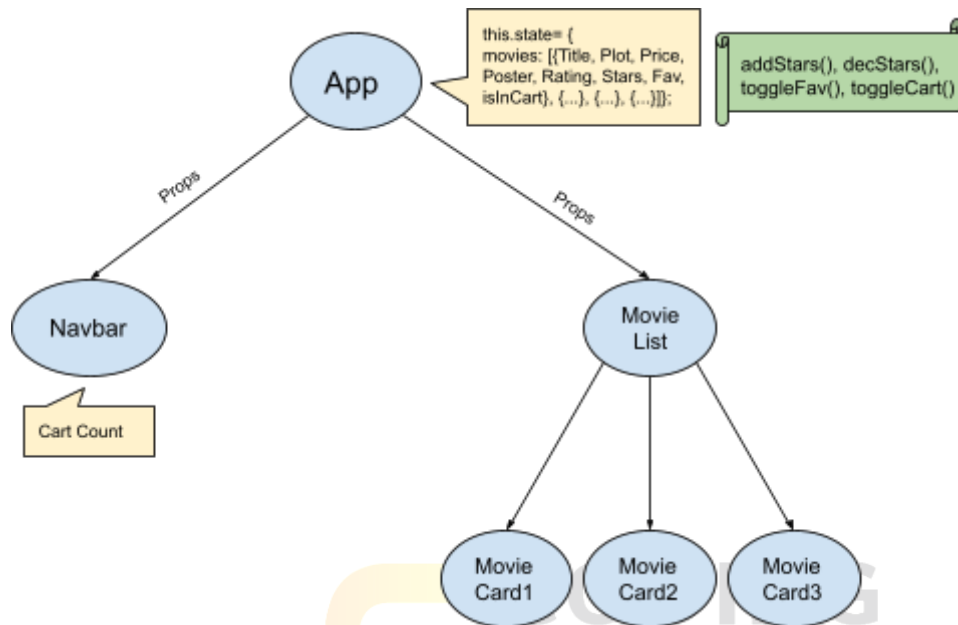 App
this.state= {
movies: [{Title, Plot, Price,
Poster, Rating, Stars, Fav,
isInCart}, {...}, {...}, {...}]};
addStars(), decStars(),
toggleFav(), toggleCart()
Props
Props
Navbar
Movie
List
Cart Count
Movie
Card1
Movie
Card2
Movie
Card3